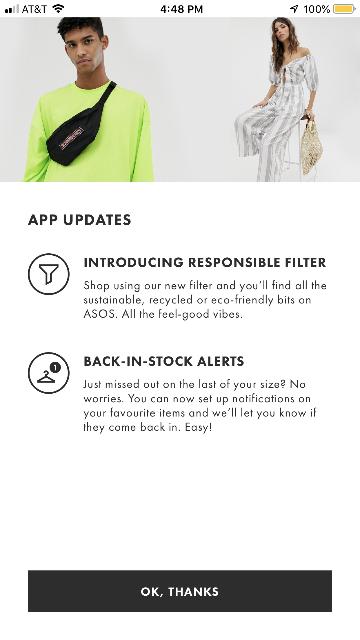 AT&T 4:48 PM 100%
APP UPDATES
INTRODUCING RESPONSIBLE FILTER
Shop using our new filter and you'll find all the
sustainable, recycled or eco-friendly bits on
ASOS. All the feel-good vibes.
1
BACK-IN-STOCK ALERTS
Just missed out on the last of your size? No
worries. You can now set up notifications on
your favourite items and we'll let you know if
they come back in. Easy!
OK, THANKS